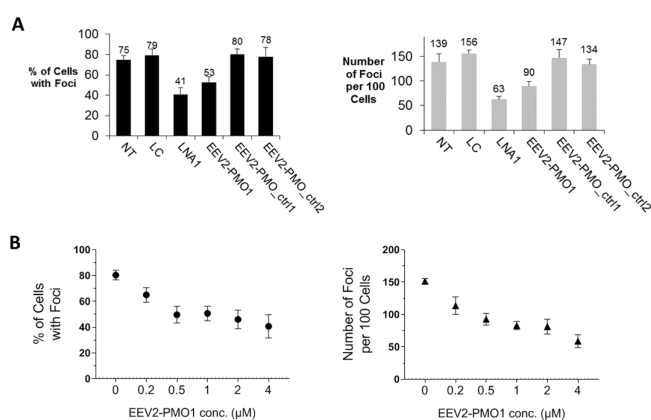 A
% of Cells
with Foci
100
80
60
40
20
0
75
79
41
53
80
78
NT
LC
LNA1
EEV2-PMO1
EEV2-PMO_ctrl1
EEV2-PMO_ctrl2
Number
of Foci
per 100
Cells
150
100
50
0
139
156
63
90
147
134
NT
LC
LNA1
EEV2-PMO1
EEV2-PMO_ctrl1
EEV2-PMO_ctrl2
B
% of Cells
with Foci
100
80
60
40
20
0
0 0.2 0.5 1 2 4
EEV2-PMO1 conc. (µM)
Number of Foci
per 100 Cells
200
150
100
50
0
0 0.2 0.5 1 2 4
EEV2-PMO1 conc. (µM)